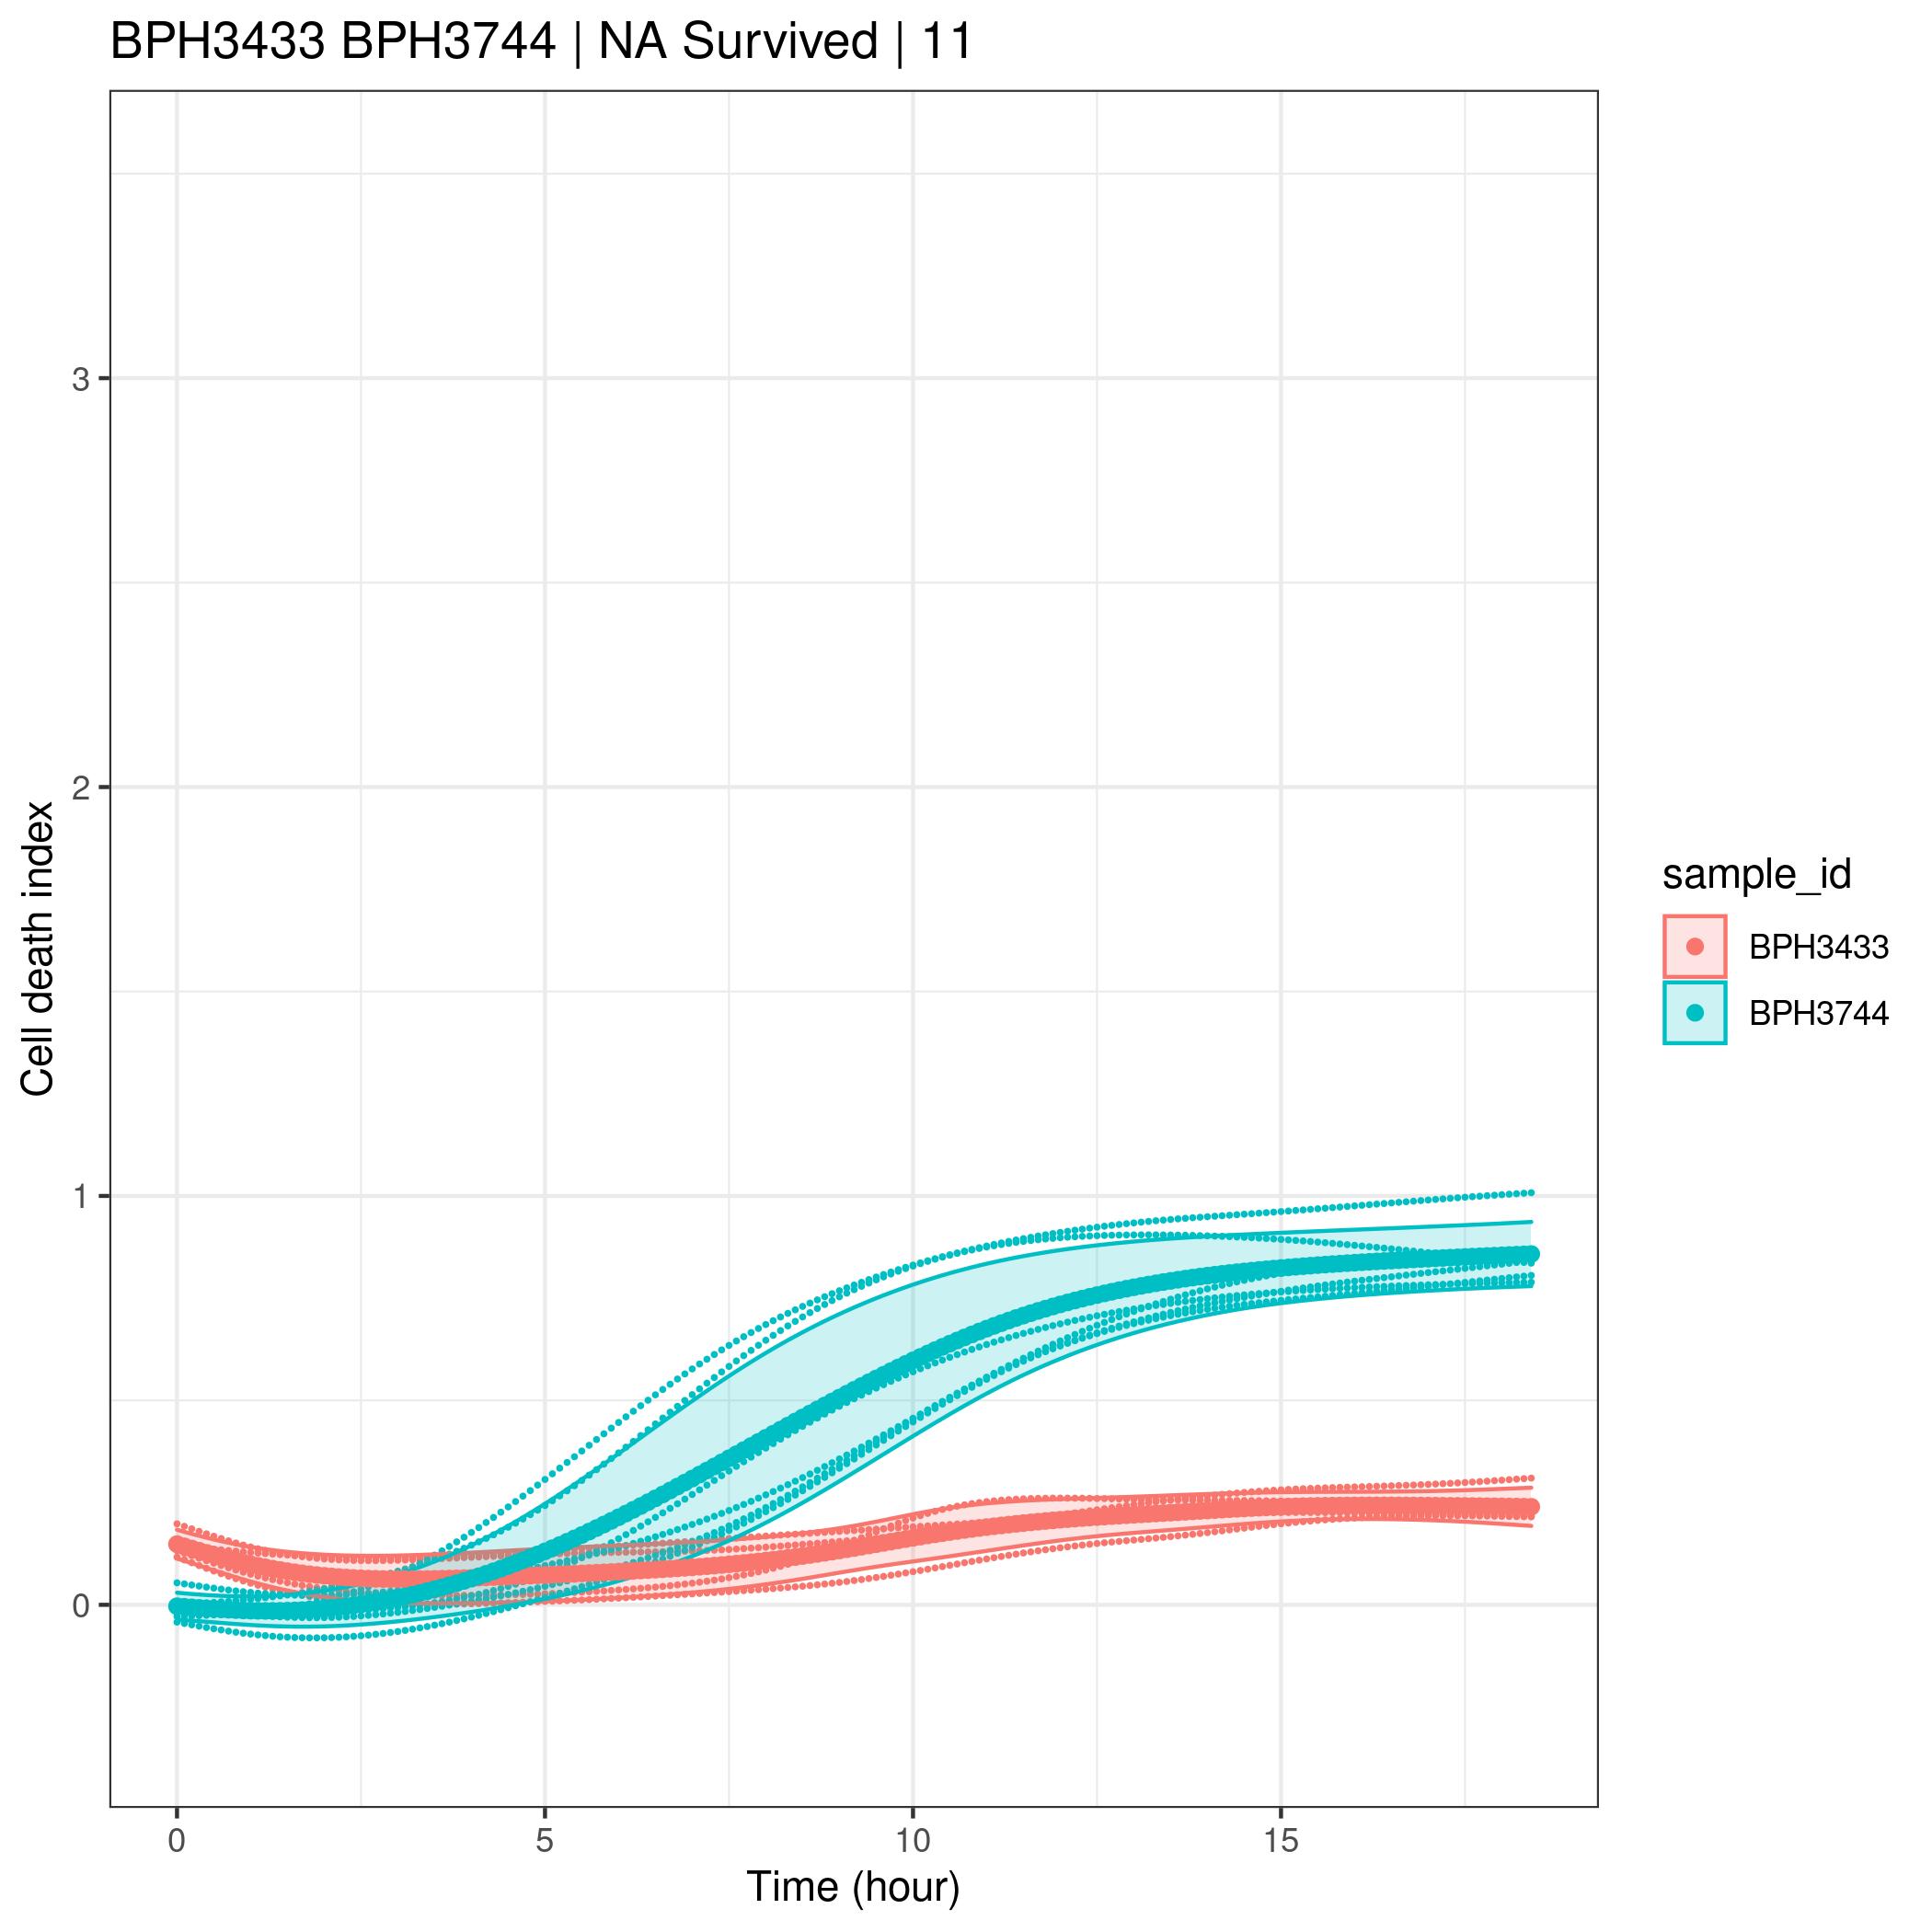 BPH3433 BPH3744 | NA Survived | 11
3
2
1
0
Cell death index
0 5 10 15
Time (hour)
sample_id
BPH3433
BPH3744